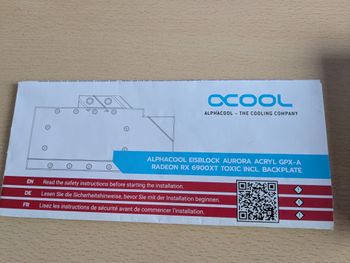 alphacool
ALPHACOOL - THE COOLING COMPANY
ALPHACOOL EISBLOCK AURORA ACRYL GPX-A
RADEON RX 6900XT TOXIC INCL. BACKPLATE
EN Read the safety instructions before starting the installation.
DE Lesen Sie die Sicherheitshinweise, bevor Sie mit der Installation beginnen.
FR Lisez les instructions de sécurité avant de commencer l'installation.